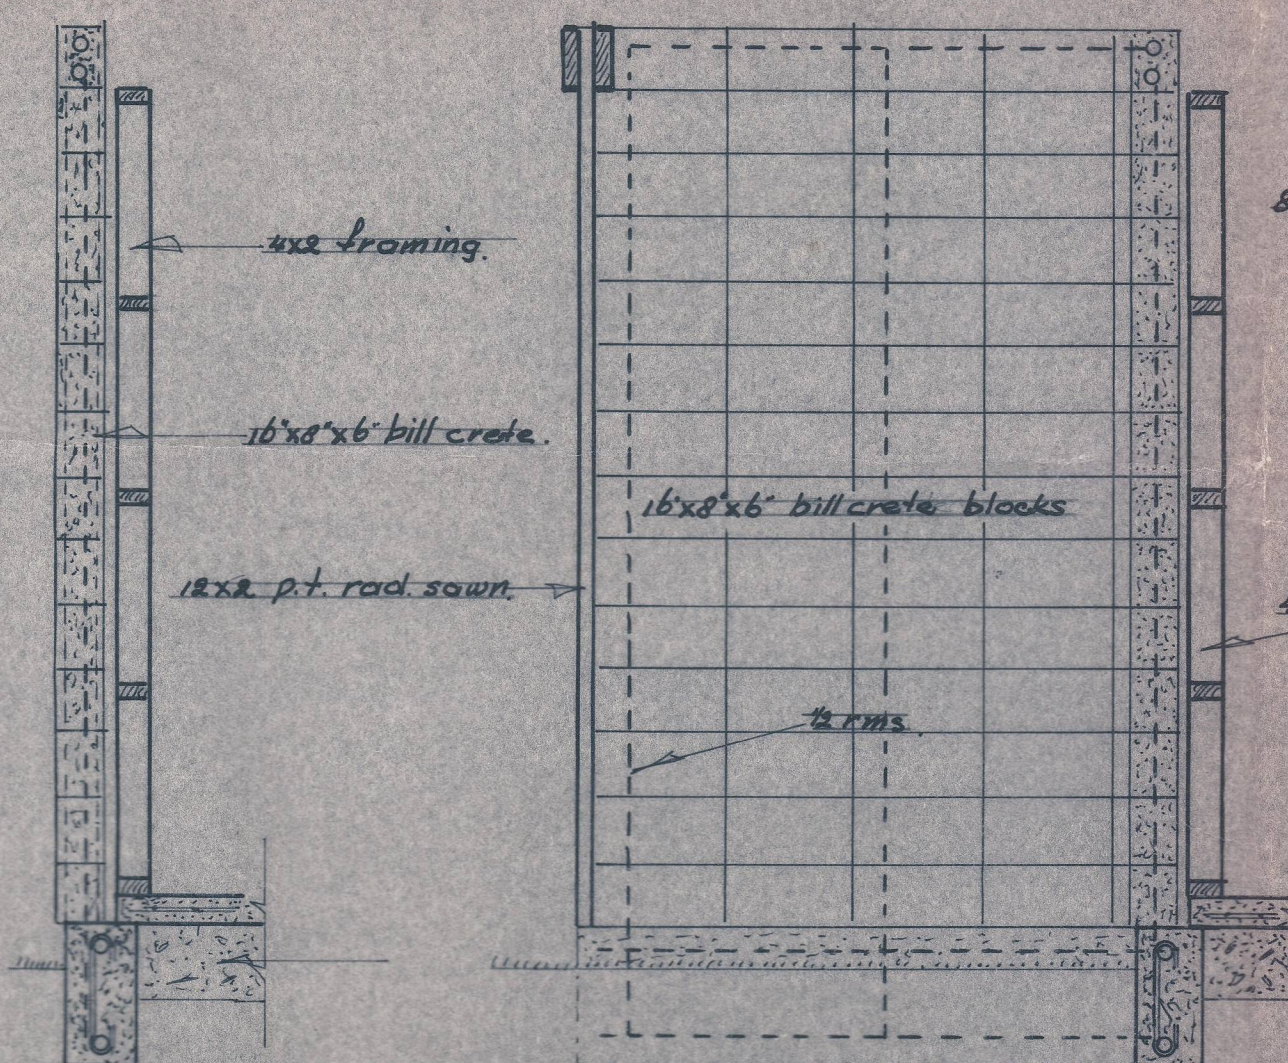 4x2 framing.
16"x8"x6" bill crete.
16"x8"x6" bill crete blocks
12x2 p.t. rad. sawn.
1/2 rms.